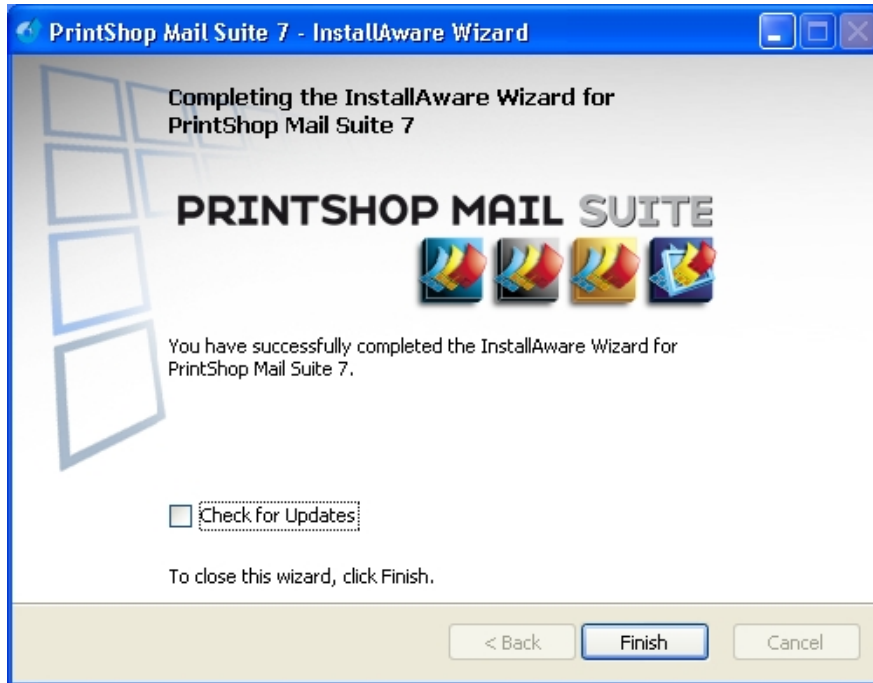 PrintShop Mail Suite 7 - InstallAware Wizard
Completing the InstallAware Wizard for
PrintShop Mail Suite 7
PRINTSHOP MAIL SUITE
You have successfully completed the InstallAware Wizard for
PrintShop Mail Suite 7.
Check for Updates
To close this wizard, click Finish.
< Back Finish Cancel